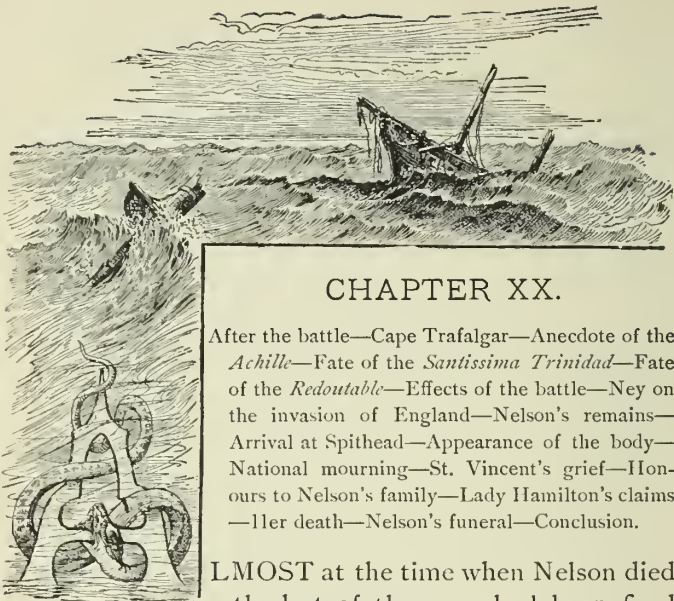 CHAPTER XX.
After the battle—Cape Trafalgar—Anecdote of the
Achille—Fate of the Santissima Trinidad—Fate
of the Redoutable—Effects of the battle—Ney on
the invasion of England—Nelson's remains—
Arrival at Spithead—Appearance of the body—
National mourning—St. Vincent's grief—Hon-
ours to Nelson's family—Lady Hamilton's claims
—Her death—Nelson's funeral—Conclusion.
ALMOST at the time when Nelson died